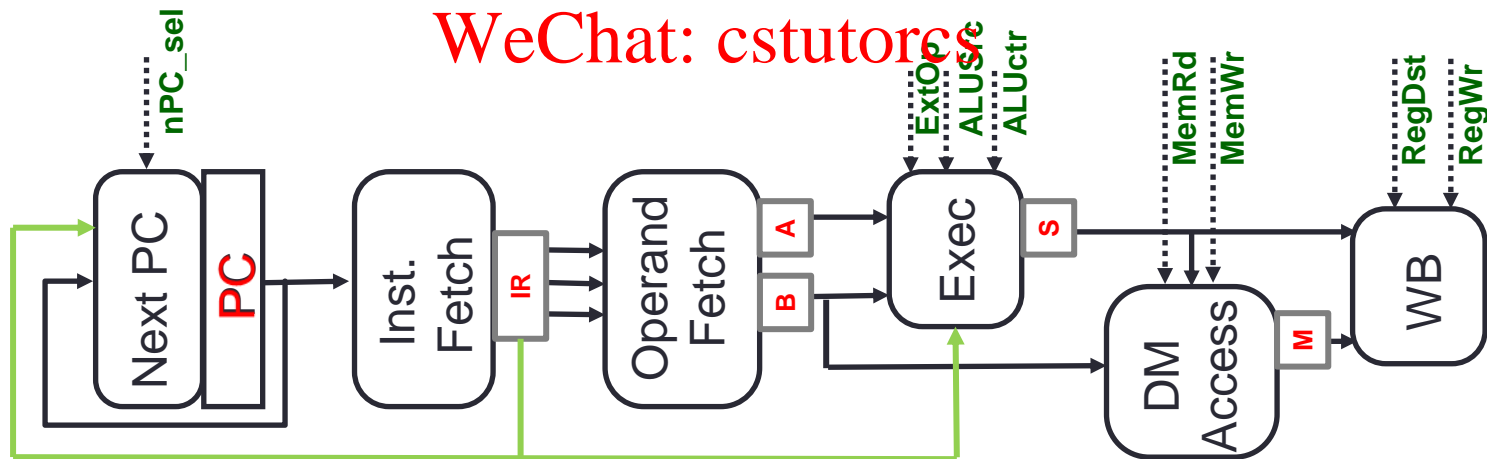 WeChat: cstutorcs
nPC_sel
ExtOp
ALUSrc
ALUctr
MemRd
MemWr
RegDst
RegWr
Next PC
PC
Inst.
Fetch
IR
Operand
Fetch
A
B
Exec
S
DM
Access
M
WB